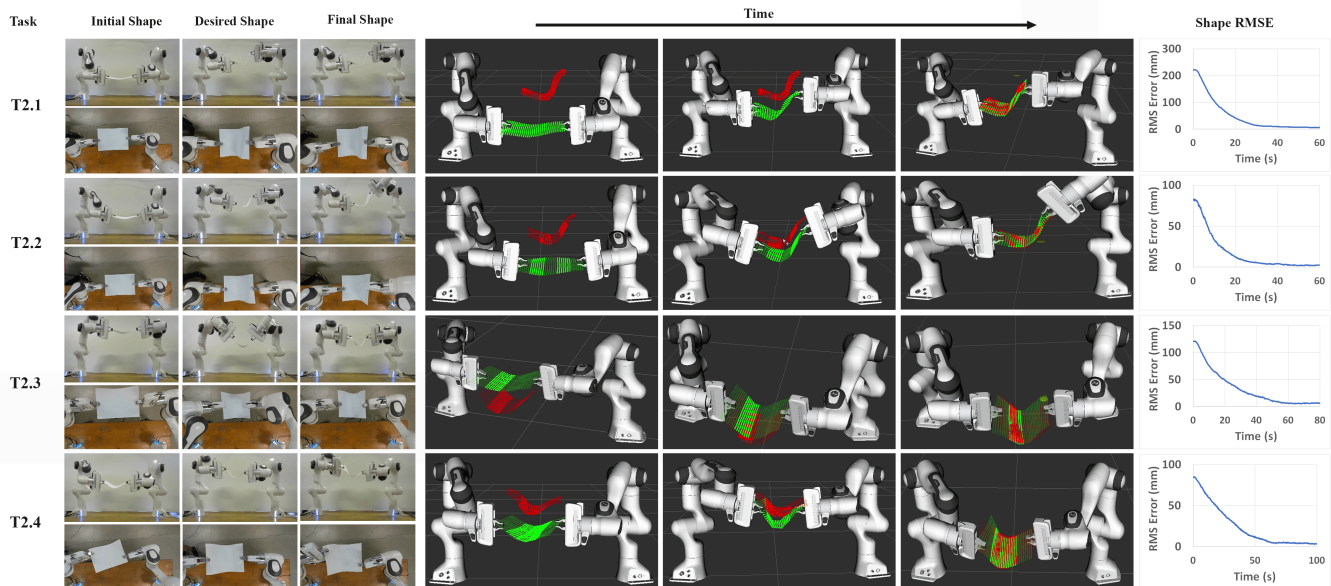 Task
Initial Shape
Desired Shape
Final Shape
Time
Shape RMSE
T2.1
RMS Error (mm)
300
200
100
0
0 20 40 60
Time (s)
T2.2
RMS Error (mm)
100
50
0
0 20 40 60
Time (s)
T2.3
RMS Error (mm)
150
100
50
0
0 20 40 60 80
Time (s)
T2.4
RMS Error (mm)
100
50
0
0 50 100
Time (s)